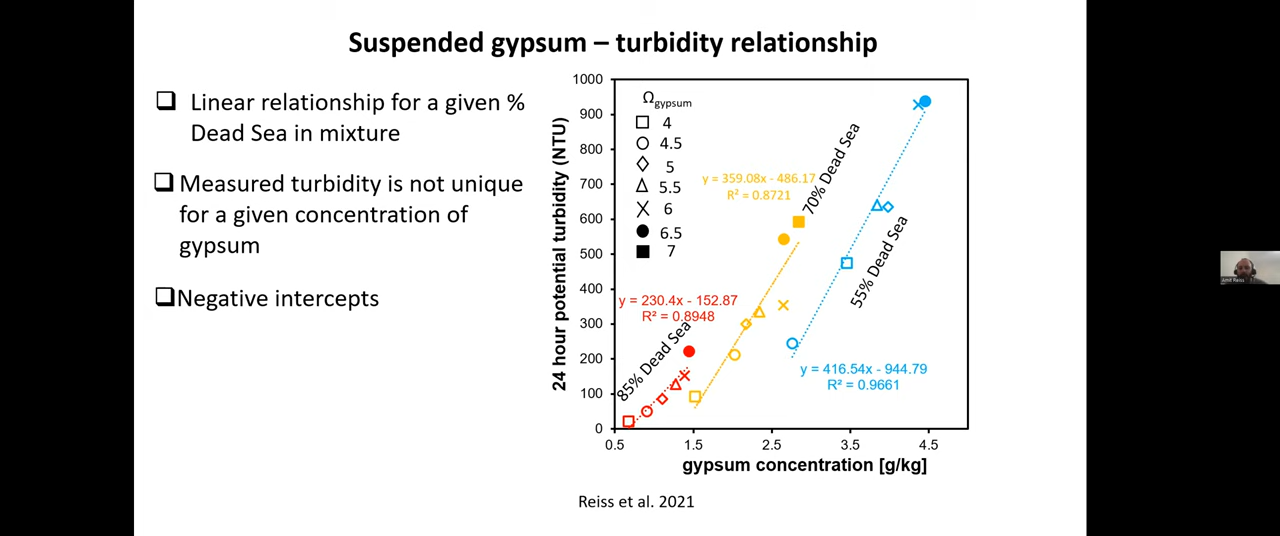 Suspended gypsum – turbidity relationship
❑ Linear relationship for a given %
Dead Sea in mixture
❑ Measured turbidity is not unique
for a given concentration of
gypsum
❑Negative intercepts
24 hour potential turbidity (NTU)
1000
900
800
700
600
500
400
300
200
100
0
0.5
1.5
2.5
3.5
4.5
gypsum concentration [g/kg]
Ωgypsum
4
4.5
5
5.5
6
6.5
7
y = 359.08x - 486.17
R² = 0.8721
70% Dead Sea
y = 230.4x - 152.87
R² = 0.8948
85% Dead Sea
55% Dead Sea
y = 416.54x - 944.79
R² = 0.9661
Reiss et al. 2021
Amit Reiss